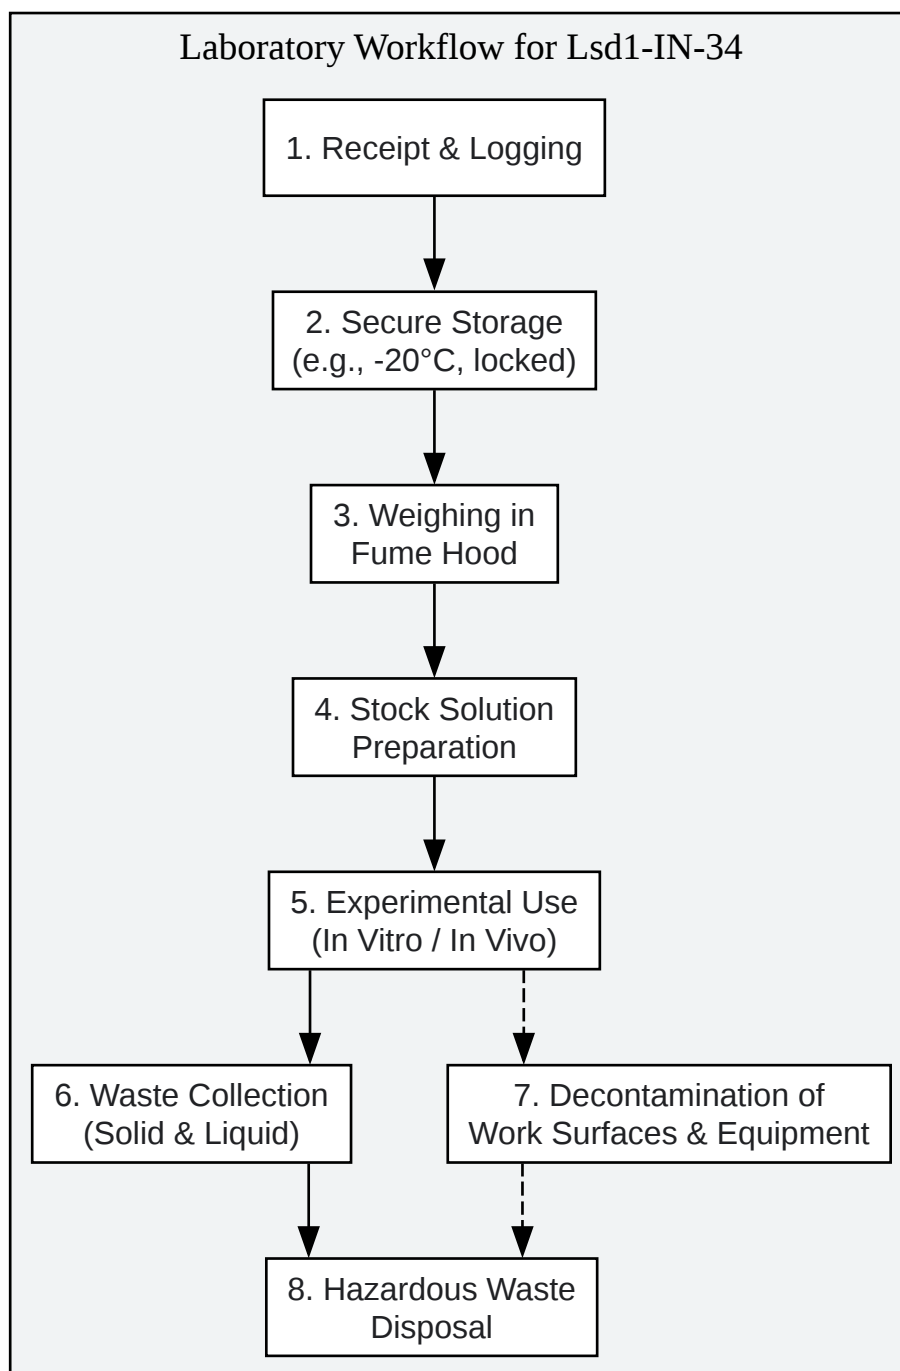 Laboratory Workflow for Lsd1-IN-34
1. Receipt & Logging
2. Secure Storage
(e.g., -20°C, locked)
3. Weighing in
Fume Hood
4. Stock Solution
Preparation
5. Experimental Use
(In Vitro / In Vivo)
6. Waste Collection
(Solid & Liquid)
7. Decontamination of
Work Surfaces & Equipment
8. Hazardous Waste
Disposal